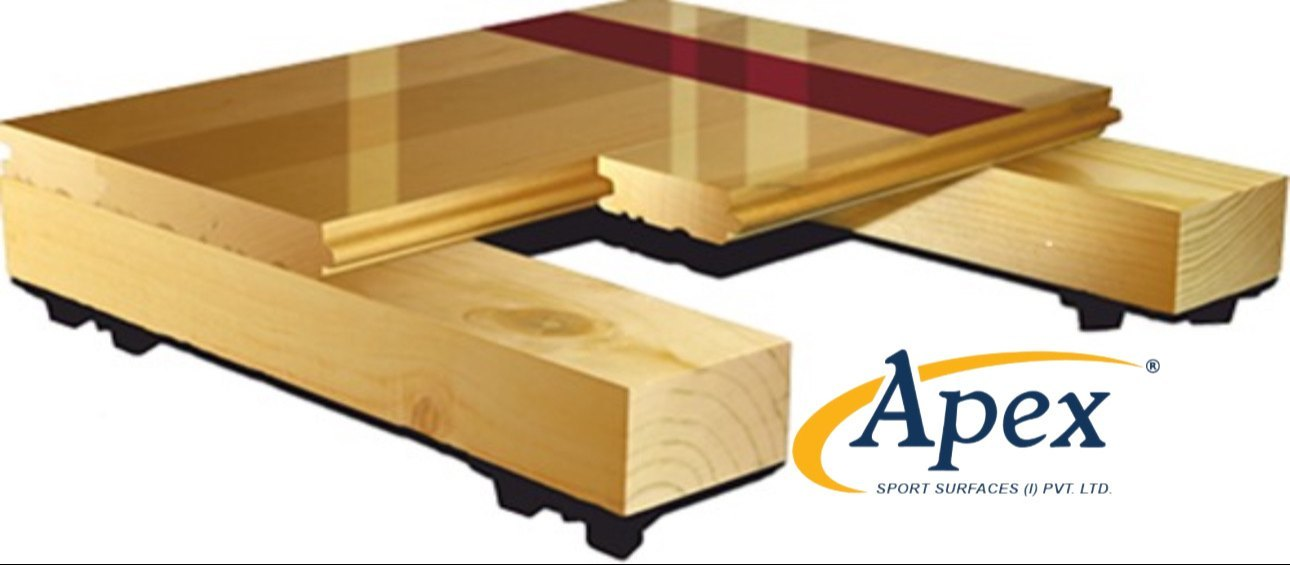 Apex®
SPORT SURFACES (I) PVT. LTD.